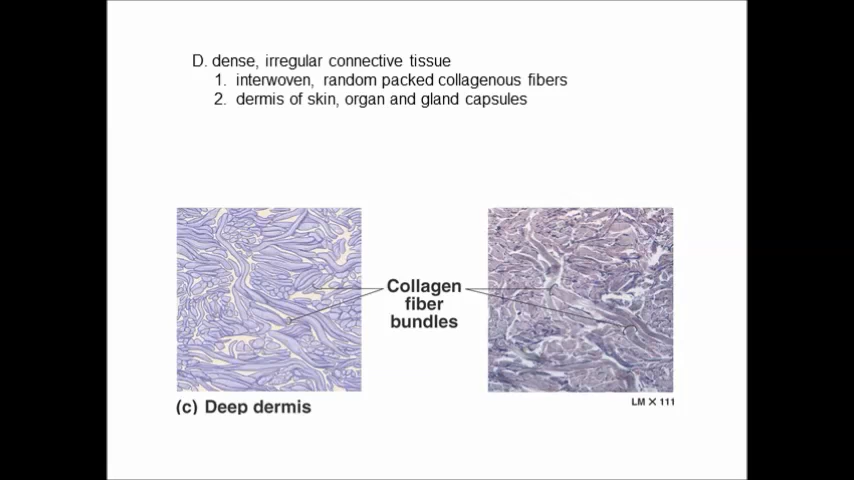 D. dense, irregular connective tissue
1. interwoven, random packed collagenous fibers
2. dermis of skin, organ and gland capsules
Collagen
fiber
bundles
(c) Deep dermis
LM X 111